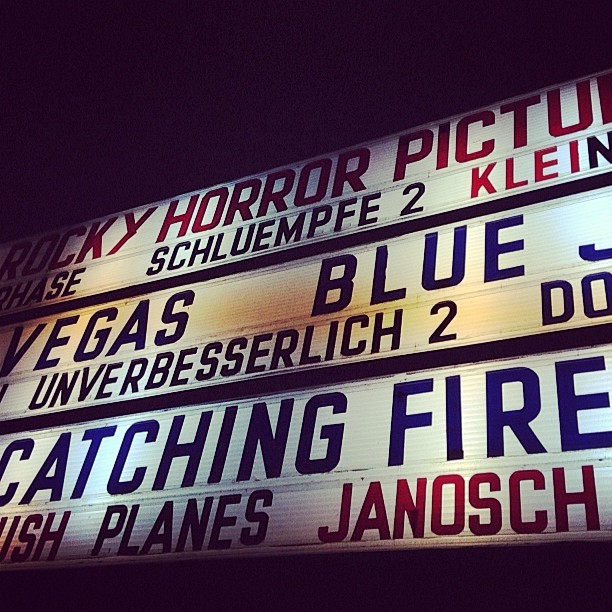 ROCKY HORROR PICTU
RHASE SCHLUEMPFE 2 KLEIN
VEGAS BLUE J
UNVERBESSERLICH 2 DO
CATCHING FIRE
USH PLANES JANOSCH